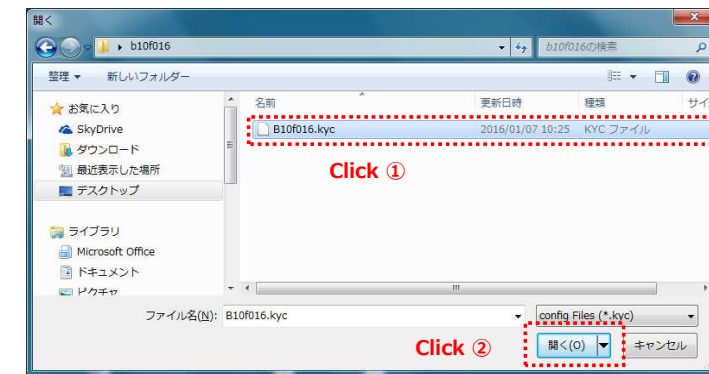 開く
b10f016
b10f016の検索
整理 ▼ 新しいフォルダー
お気に入り
SkyDrive
ダウンロード
最近表示した場所
デスクトップ
ライブラリ
Microsoft Office
ドキュメント
ピクチャ
名前 更新日時 種類 サイ
B10f016.kyc 2016/01/07 10:25 KYC ファイル
Click ①
ファイル名(N): B10f016.kyc
config Files (*.kyc)
Click ②
開く(O) キャンセル